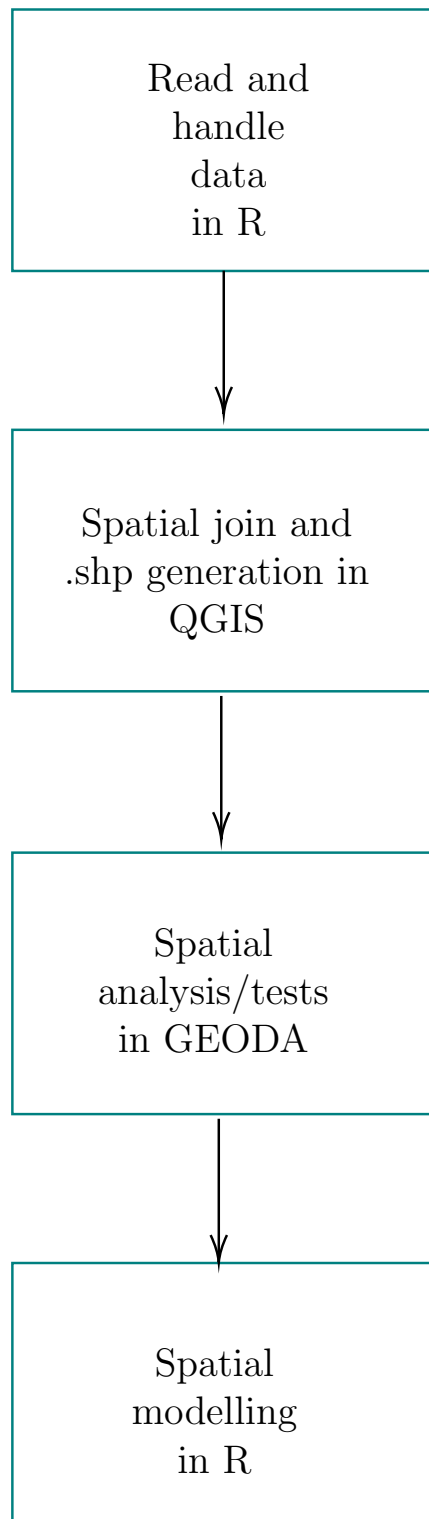 Read and
handle
data
in R
Spatial join and
.shp generation in
QGIS
Spatial
analysis/tests
in GEODA
Spatial
modelling
in R